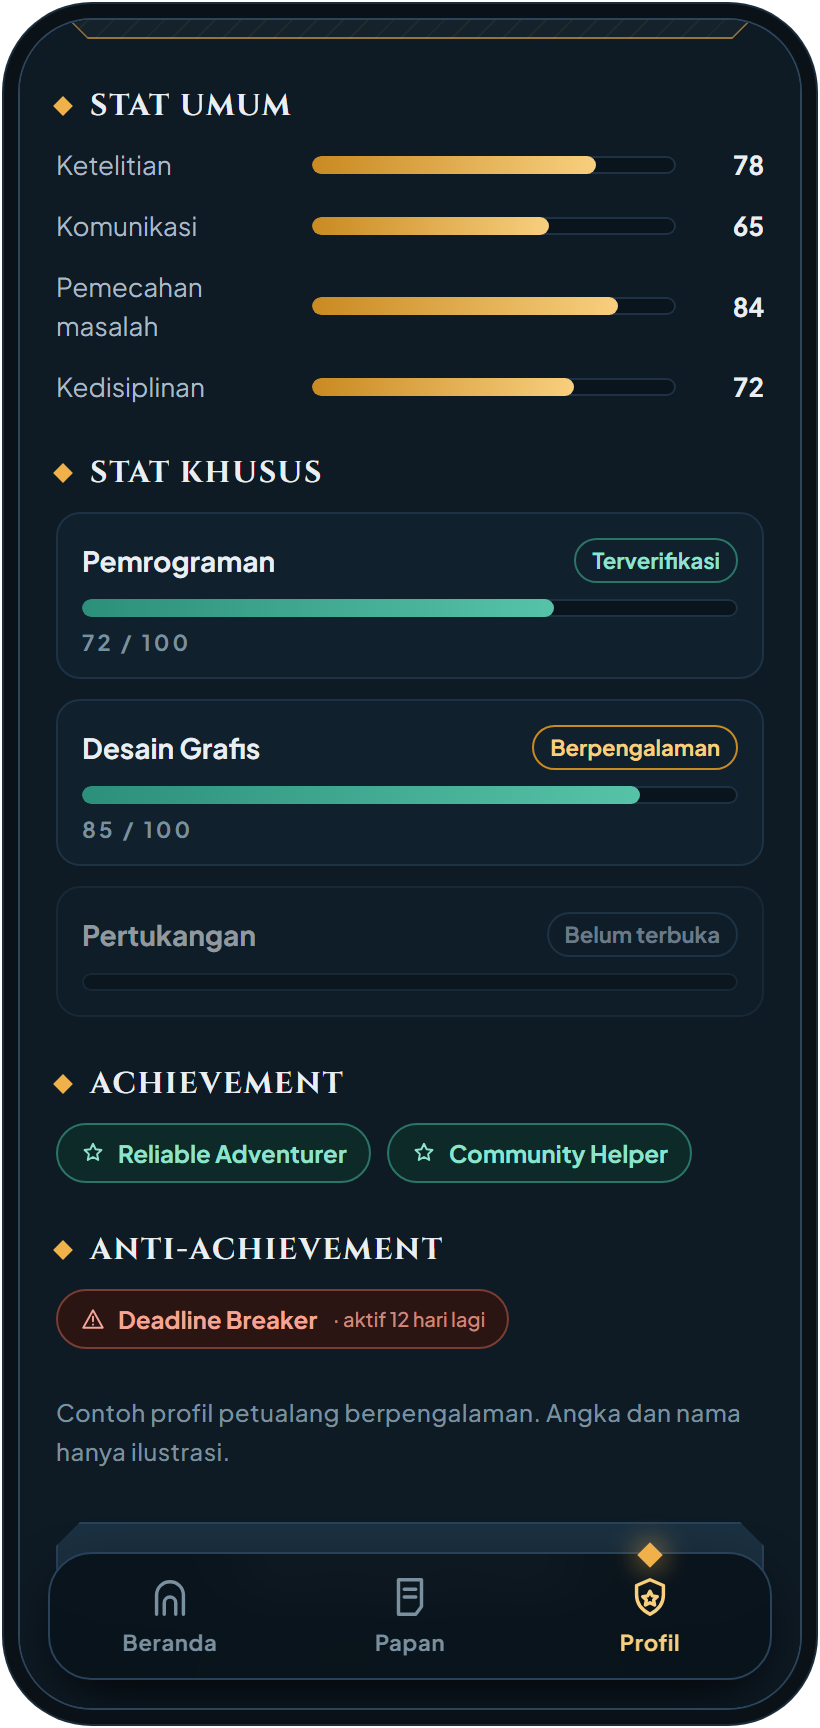 STAT UMUM
Ketelitian 78
Komunikasi 65
Pemecahan
masalah 84
Kedisiplinan 72
STAT KHUSUS
Pemrograman Terverifikasi
72 / 100
Desain Grafis Berpengalaman
85 / 100
Pertukangan Belum terbuka
ACHIEVEMENT
Reliable Adventurer Community Helper
ANTI-ACHIEVEMENT
Deadline Breaker · aktif 12 hari lagi
Contoh profil petualang berpengalaman. Angka dan nama
hanya ilustrasi.
Beranda Papan Profil